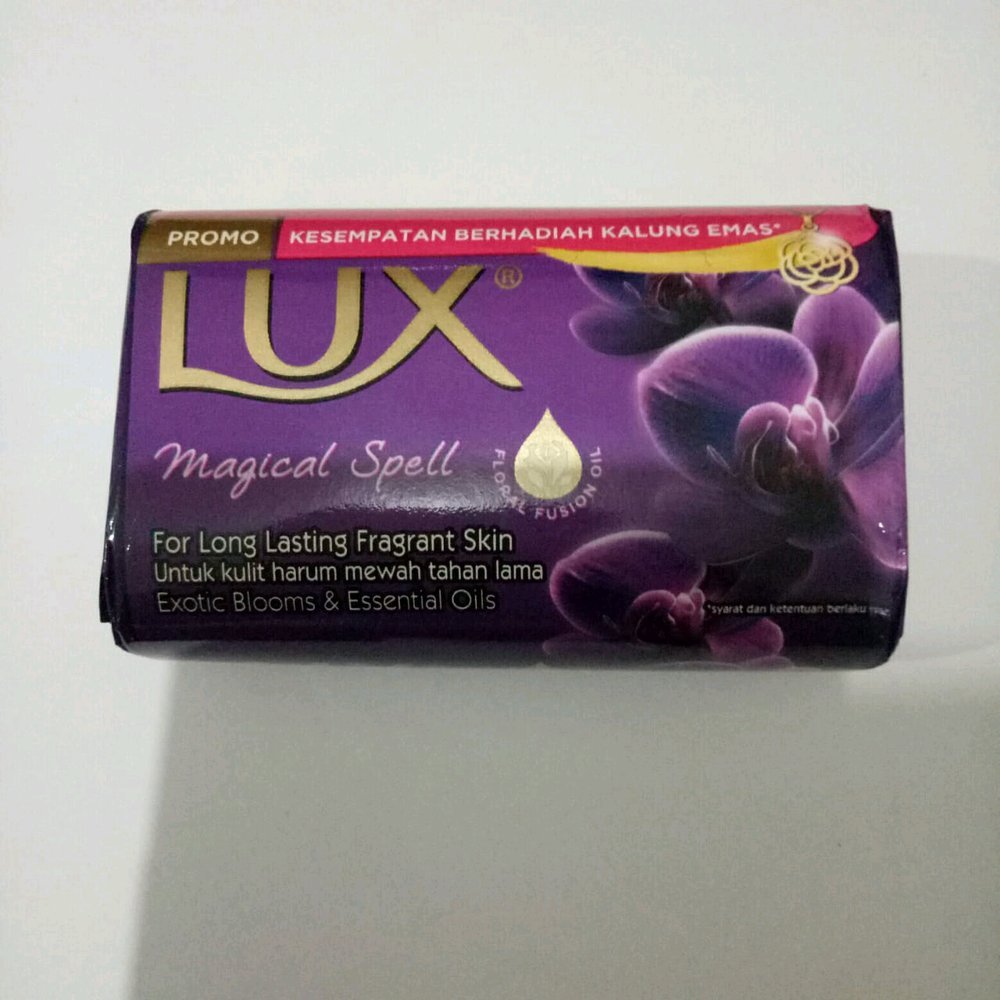 PROMO KESEMPATAN BERHADIAH KALUNG EMAS*
LUX®
Magical Spell
FLORAL FUSION OIL
For Long Lasting Fragrant Skin
Untuk kulit harum mewah tahan lama
Exotic Blooms & Essential Oils
*syarat dan ketentuan berlaku